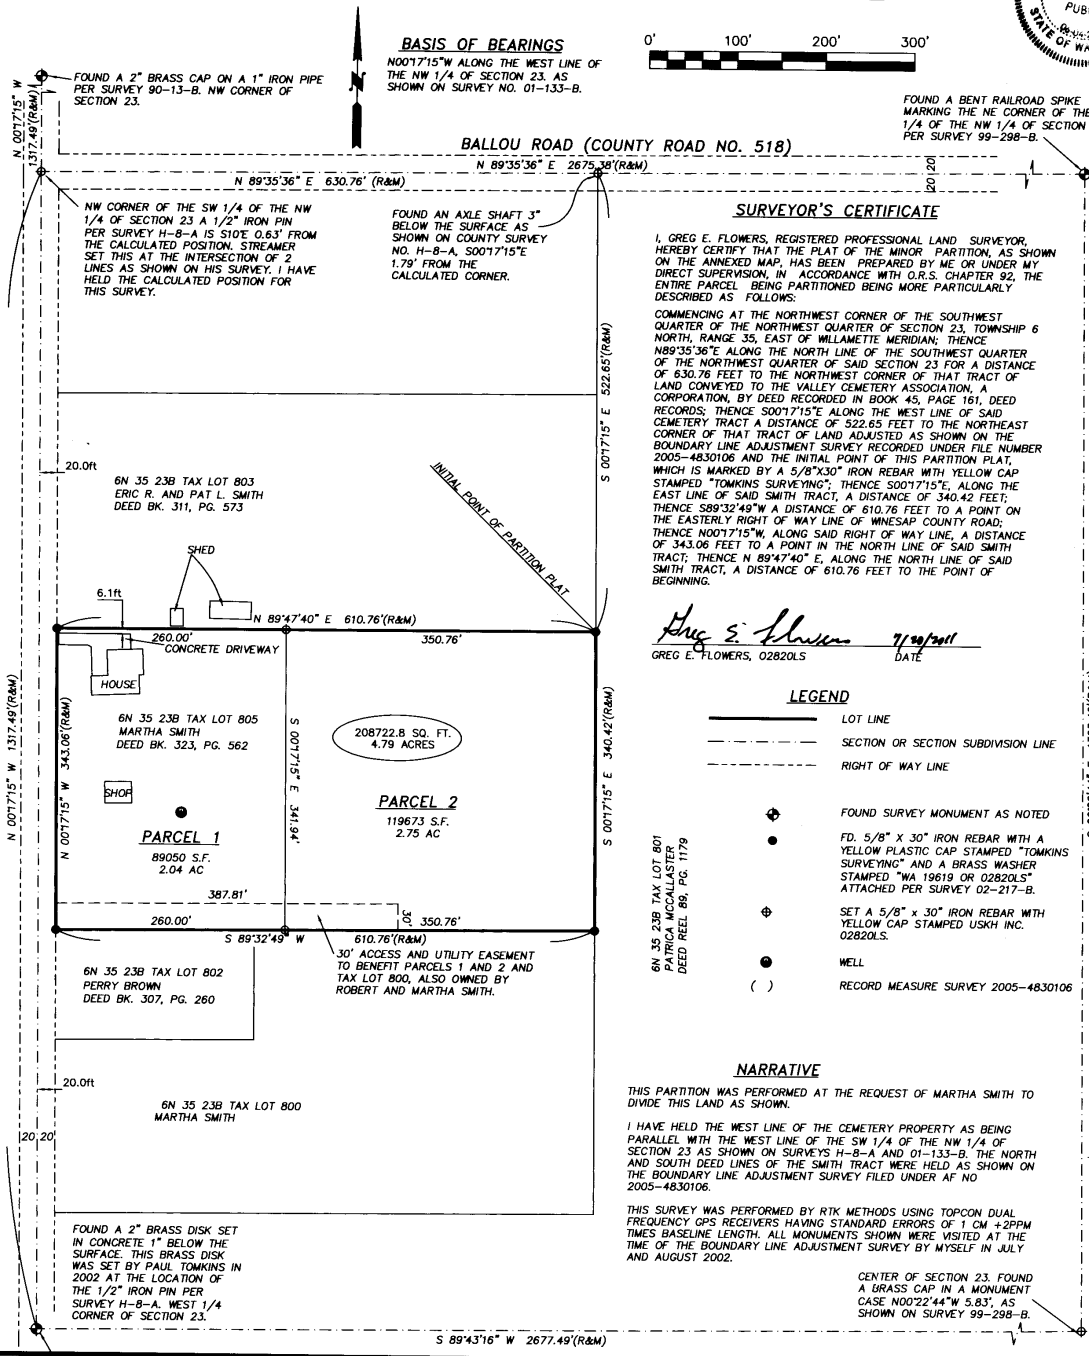 BASIS OF BEARINGS
N00°17'15"W ALONG THE WEST LINE OF
THE NW 1/4 OF SECTION 23. AS
SHOWN ON SURVEY NO. 01-133-B.
N
0' 100' 200' 300'
STATE OF
FOUND A 2" BRASS CAP ON A 1" IRON PIPE
PER SURVEY 90-13-B. NW CORNER OF
SECTION 23.
N 00°17'15" W
1317.49'(R&M)
FOUND A BENT RAILROAD SPIKE
MARKING THE NE CORNER OF THE
1/4 OF THE NW 1/4 OF SECTION
PER SURVEY 99-298-B.
BALLOU ROAD (COUNTY ROAD NO. 518)
N 89°35'36" E 2675.38'(R&M)
N 89°35'36" E 630.76' (R&M)
20 20
NW CORNER OF THE SW 1/4 OF THE NW
1/4 OF SECTION 23 A 1/2" IRON PIN
PER SURVEY H-8-A IS S10°E 0.63' FROM
THE CALCULATED POSITION. STREAMER
SET THIS AT THE INTERSECTION OF 2
LINES AS SHOWN ON HIS SURVEY. I HAVE
HELD THE CALCULATED POSITION FOR
THIS SURVEY.
FOUND AN AXLE SHAFT 3"
BELOW THE SURFACE AS
SHOWN ON COUNTY SURVEY
NO. H-8-A, S00°17'15"E
1.79' FROM THE
CALCULATED CORNER.
S 00°17'15" E 522.65'(R&M)
20.0ft
6N 35 23B TAX LOT 803
ERIC R. AND PAT L. SMITH
DEED BK. 311, PG. 573
INITIAL POINT OF PARTITION PLAT
SHED
6.1ft
N 89°47'40" E 610.76'(R&M)
260.00'
350.76'
CONCRETE DRIVEWAY
HOUSE
N 00°17'15" W 1317.49'(R&M)
N 00°17'15" W 343.06'(R&M)
6N 35 23B TAX LOT 805
MARTHA SMITH
DEED BK. 323, PG. 562
SHOP
PARCEL 1
89050 S.F.
2.04 AC
S 00°17'15" E 341.94'
208722.8 SQ. FT.
4.79 ACRES
PARCEL 2
119673 S.F.
2.75 AC
S 00°17'15" E 340.42'(R&M)
387.81'
260.00'
30'
350.76'
S 89°32'49" W 610.76'(R&M)
30' ACCESS AND UTILITY EASEMENT
TO BENEFIT PARCELS 1 AND 2 AND
TAX LOT 800, ALSO OWNED BY
ROBERT AND MARTHA SMITH.
6N 35 23B TAX LOT 802
PERRY BROWN
DEED BK. 307, PG. 260
20.0ft
6N 35 23B TAX LOT 800
MARTHA SMITH
20 20
FOUND A 2" BRASS DISK SET
IN CONCRETE 1" BELOW THE
SURFACE. THIS BRASS DISK
WAS SET BY PAUL TOMKINS IN
2002 AT THE LOCATION OF
THE 1/2" IRON PIN PER
SURVEY H-8-A. WEST 1/4
CORNER OF SECTION 23.
S 89°43'16" W 2677.49'(R&M)
6N 35 23B TAX LOT 801
PATRICA MCCALLASTER
DEED REEL 89, PG. 1179
SURVEYOR'S CERTIFICATE
I, GREG E. FLOWERS, REGISTERED PROFESSIONAL LAND SURVEYOR,
HEREBY CERTIFY THAT THE PLAT OF THE MINOR PARTITION, AS SHOWN
ON THE ANNEXED MAP, HAS BEEN PREPARED BY ME OR UNDER MY
DIRECT SUPERVISION, IN ACCORDANCE WITH O.R.S. CHAPTER 92, THE
ENTIRE PARCEL BEING PARTITIONED BEING MORE PARTICULARLY
DESCRIBED AS FOLLOWS:
COMMENCING AT THE NORTHWEST CORNER OF THE SOUTHWEST
QUARTER OF THE NORTHWEST QUARTER OF SECTION 23, TOWNSHIP 6
NORTH, RANGE 35, EAST OF WILLAMETTE MERIDIAN; THENCE
N89°35'36"E ALONG THE NORTH LINE OF THE SOUTHWEST QUARTER
OF THE NORTHWEST QUARTER OF SAID SECTION 23 FOR A DISTANCE
OF 630.76 FEET TO THE NORTHWEST CORNER OF THAT TRACT OF
LAND CONVEYED TO THE VALLEY CEMETERY ASSOCIATION, A
CORPORATION, BY DEED RECORDED IN BOOK 45, PAGE 161, DEED
RECORDS; THENCE S00°17'15"E ALONG THE WEST LINE OF SAID
CEMETERY TRACT A DISTANCE OF 522.65 FEET TO THE NORTHEAST
CORNER OF THAT TRACT OF LAND ADJUSTED AS SHOWN ON THE
BOUNDARY LINE ADJUSTMENT SURVEY RECORDED UNDER FILE NUMBER
2005-4830106 AND THE INITIAL POINT OF THIS PARTITION PLAT,
WHICH IS MARKED BY A 5/8"X30" IRON REBAR WITH YELLOW CAP
STAMPED "TOMKINS SURVEYING"; THENCE S00°17'15"E, ALONG THE
EAST LINE OF SAID SMITH TRACT, A DISTANCE OF 340.42 FEET;
THENCE S89°32'49"W A DISTANCE OF 610.76 FEET TO A POINT ON
THE EASTERLY RIGHT OF WAY LINE OF WINESAP COUNTY ROAD;
THENCE N00°17'15"W, ALONG SAID RIGHT OF WAY LINE, A DISTANCE
OF 343.06 FEET TO A POINT IN THE NORTH LINE OF SAID SMITH
TRACT; THENCE N 89°47'40" E, ALONG THE NORTH LINE OF SAID
SMITH TRACT, A DISTANCE OF 610.76 FEET TO THE POINT OF
BEGINNING.
Greg E. Flowers 7/20/2011
GREG E. FLOWERS, 02820LS DATE
LEGEND
LOT LINE
SECTION OR SECTION SUBDIVISION LINE
RIGHT OF WAY LINE
FOUND SURVEY MONUMENT AS NOTED
FD. 5/8" X 30" IRON REBAR WITH A
YELLOW PLASTIC CAP STAMPED "TOMKINS
SURVEYING" AND A BRASS WASHER
STAMPED "WA 19619 OR 02820LS"
ATTACHED PER SURVEY 02-217-B.
SET A 5/8" x 30" IRON REBAR WITH
YELLOW CAP STAMPED USKH INC.
02820LS.
WELL
( ) RECORD MEASURE SURVEY 2005-4830106
NARRATIVE
THIS PARTITION WAS PERFORMED AT THE REQUEST OF MARTHA SMITH TO
DIVIDE THIS LAND AS SHOWN.
I HAVE HELD THE WEST LINE OF THE CEMETERY PROPERTY AS BEING
PARALLEL WITH THE WEST LINE OF THE SW 1/4 OF THE NW 1/4 OF
SECTION 23 AS SHOWN ON SURVEYS H-8-A AND 01-133-B. THE NORTH
AND SOUTH DEED LINES OF THE SMITH TRACT WERE HELD AS SHOWN ON
THE BOUNDARY LINE ADJUSTMENT SURVEY FILED UNDER AF NO
2005-4830106.
THIS SURVEY WAS PERFORMED BY RTK METHODS USING TOPCON DUAL
FREQUENCY GPS RECEIVERS HAVING STANDARD ERRORS OF 1 CM +2PPM
TIMES BASELINE LENGTH. ALL MONUMENTS SHOWN WERE VISITED AT THE
TIME OF THE BOUNDARY LINE ADJUSTMENT SURVEY BY MYSELF IN JULY
AND AUGUST 2002.
CENTER OF SECTION 23. FOUND
A BRASS CAP IN A MONUMENT
CASE N00°22'44"W 5.83', AS
SHOWN ON SURVEY 99-298-B.